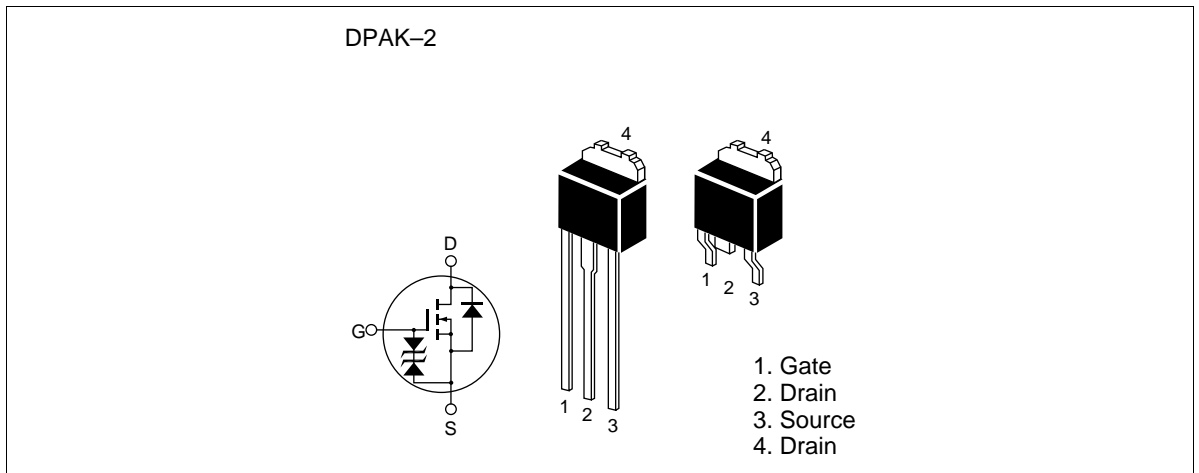 DPAK–2
4
4
D
G
S
1
2
3
1
2
3
1. Gate
2. Drain
3. Source
4. Drain